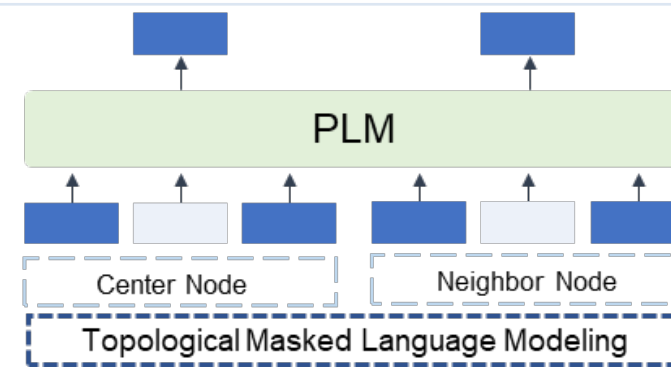 PLM
Center Node
Neighbor Node
Topological Masked Language Modeling